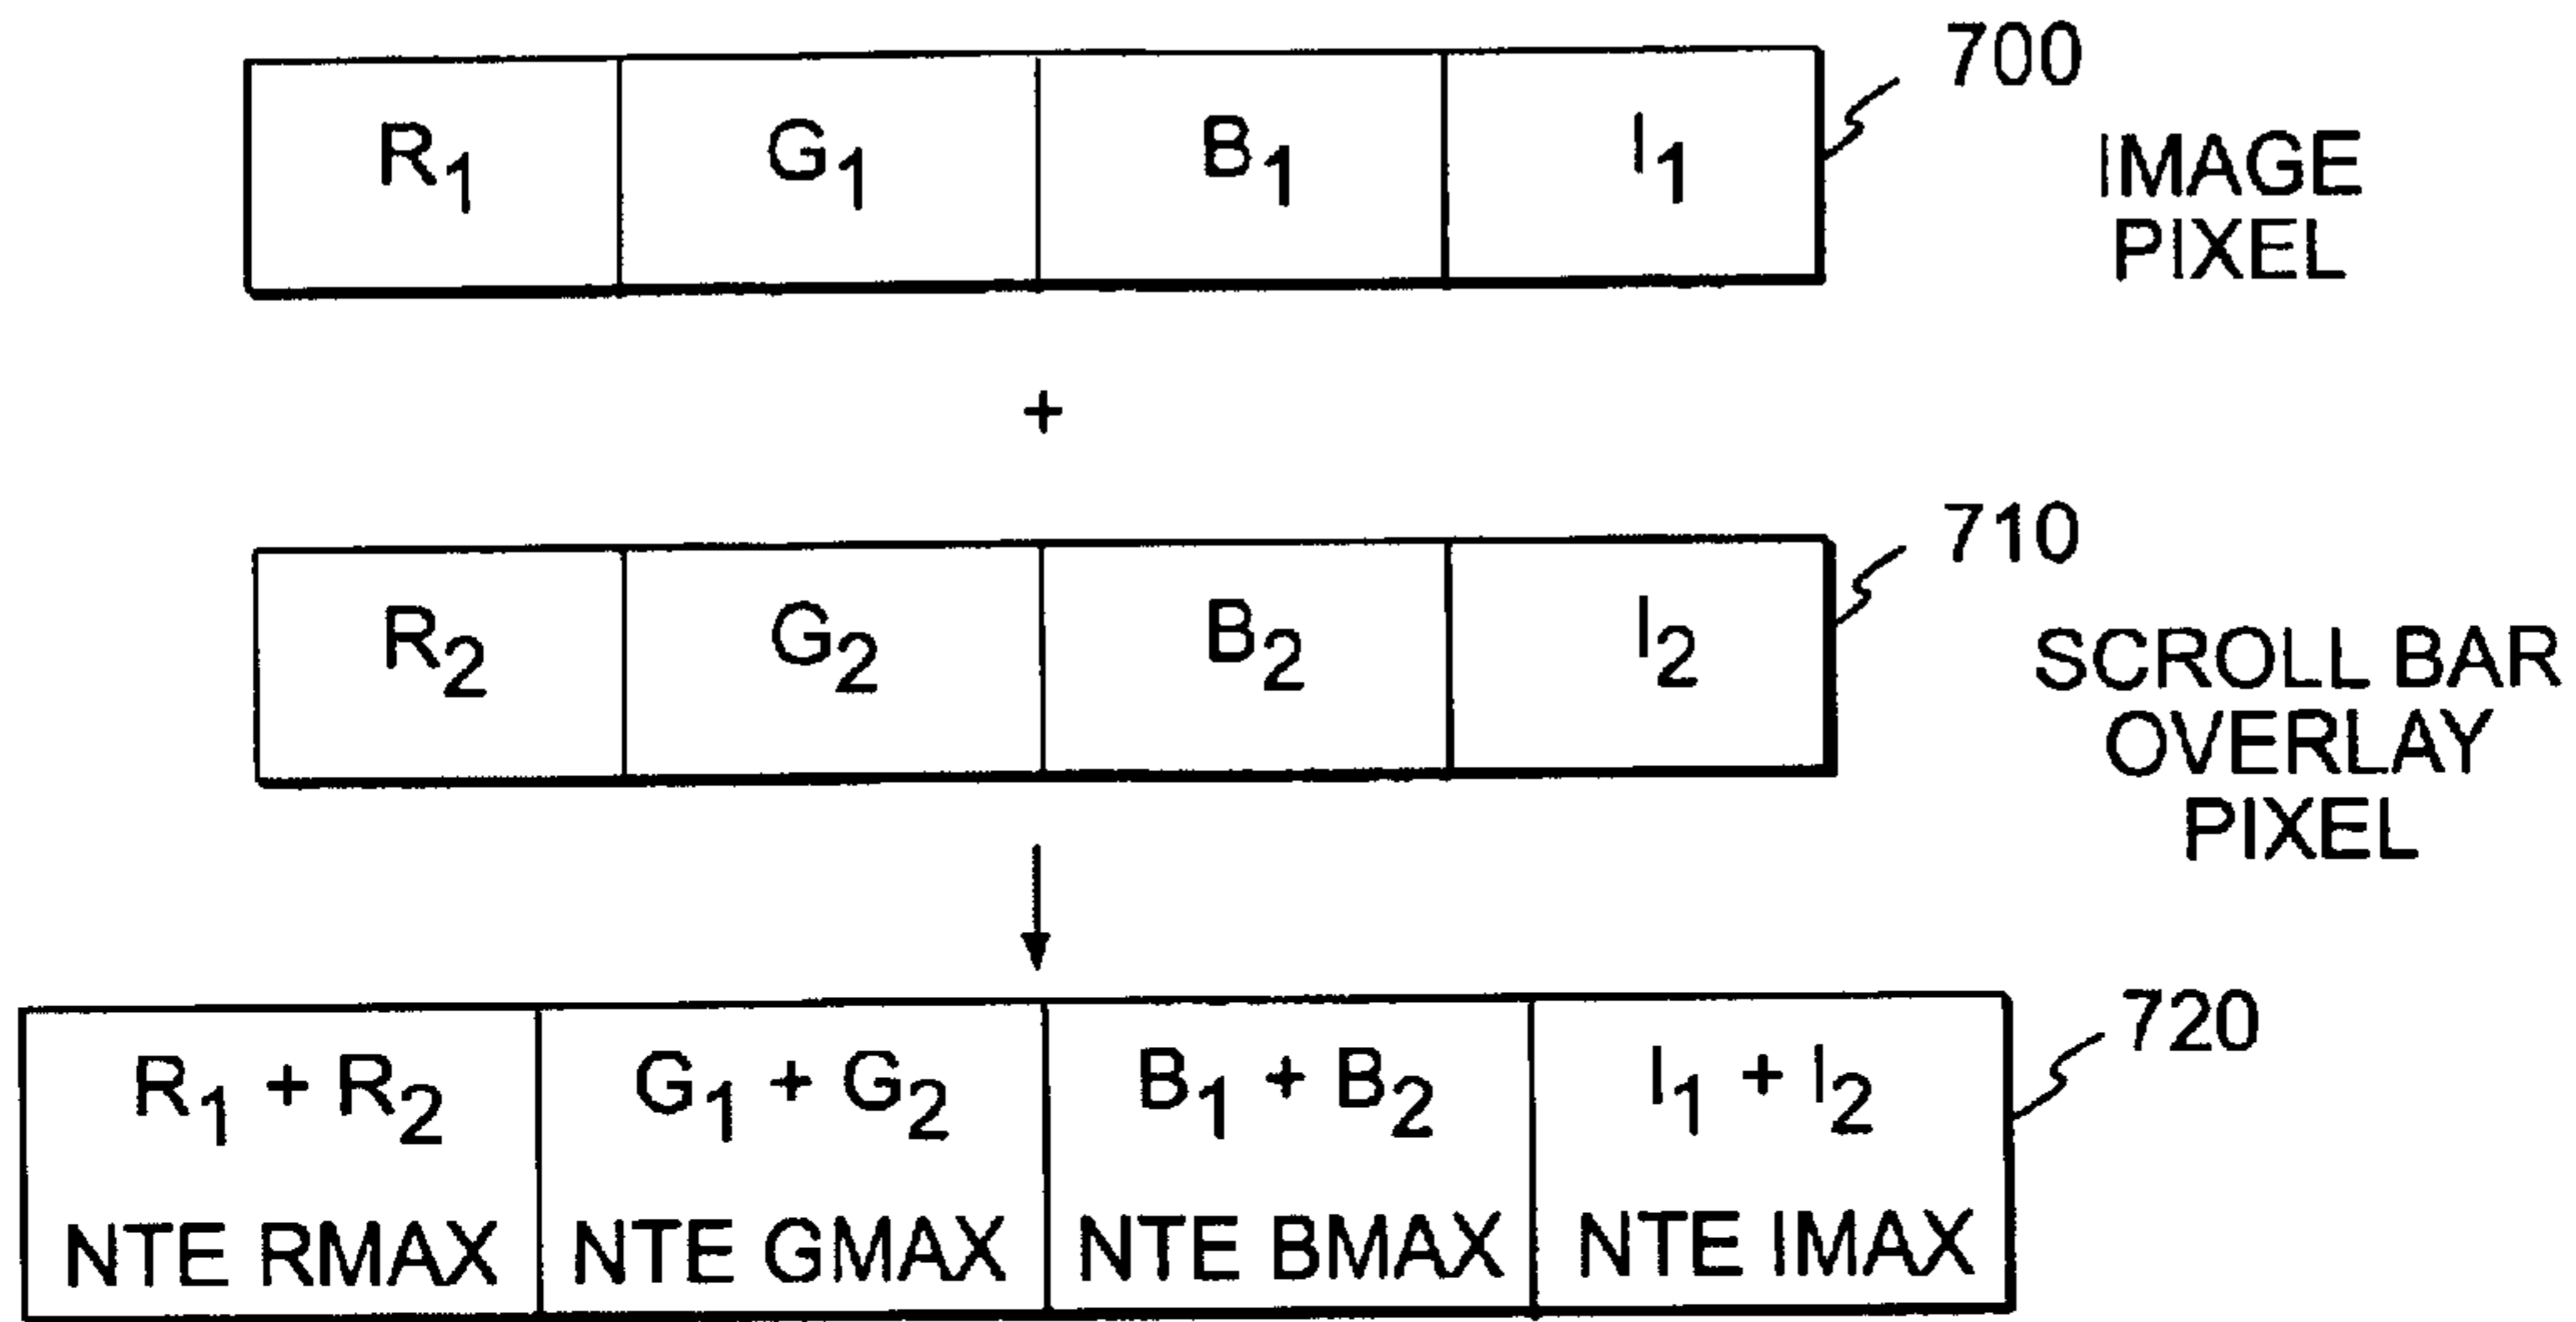 700
R1 G1 B1 I1
IMAGE
PIXEL
+
710
R2 G2 B2 I2
SCROLL BAR
OVERLAY
PIXEL
720
R1 + R2 G1 + G2 B1 + B2 I1 + I2
NTE RMAX NTE GMAX NTE BMAX NTE IMAX